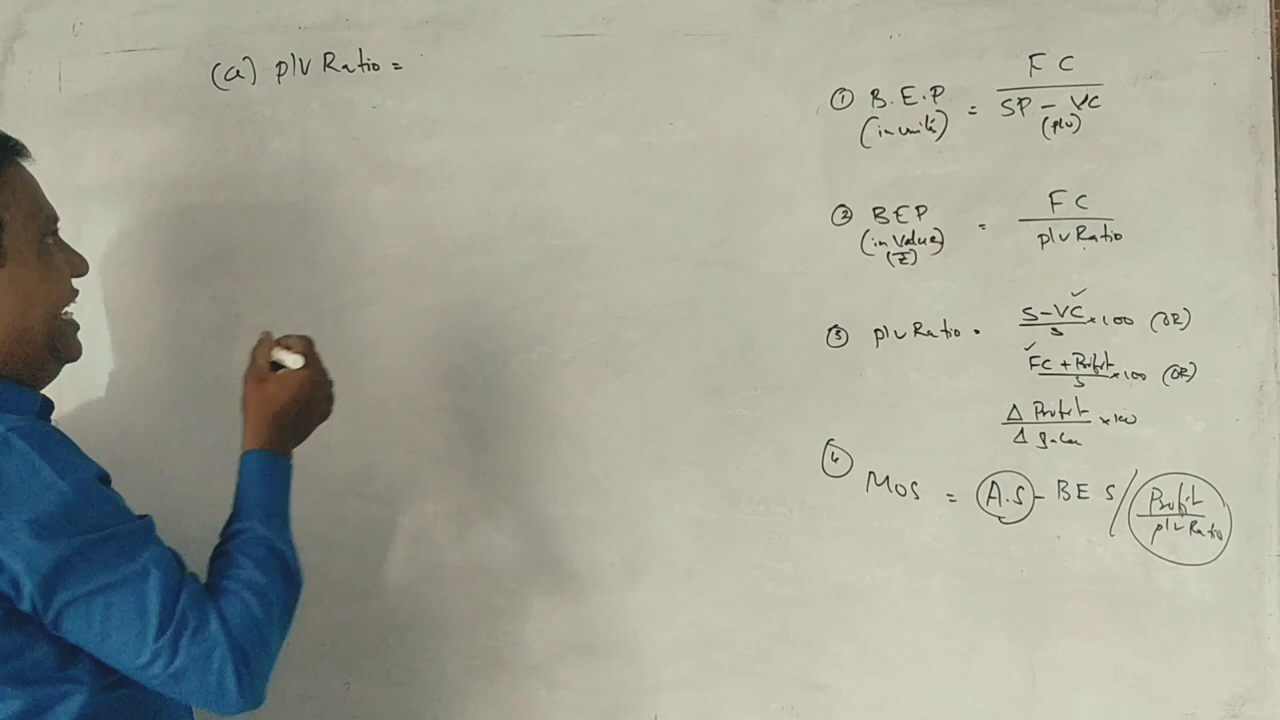 (a) p/v Ratio =
① B.E.P = FC
(in units) SP - VC
(p/u)
② BEP = FC
(in Value) p/v Ratio
(₹)
③ p/v Ratio = S-VC/S × 100 (OR)
FC + Profit/S × 100 (OR)
Δ Profit/Δ Sales × 100
④ MOS = A.S - BES / Profit/p/v Ratio